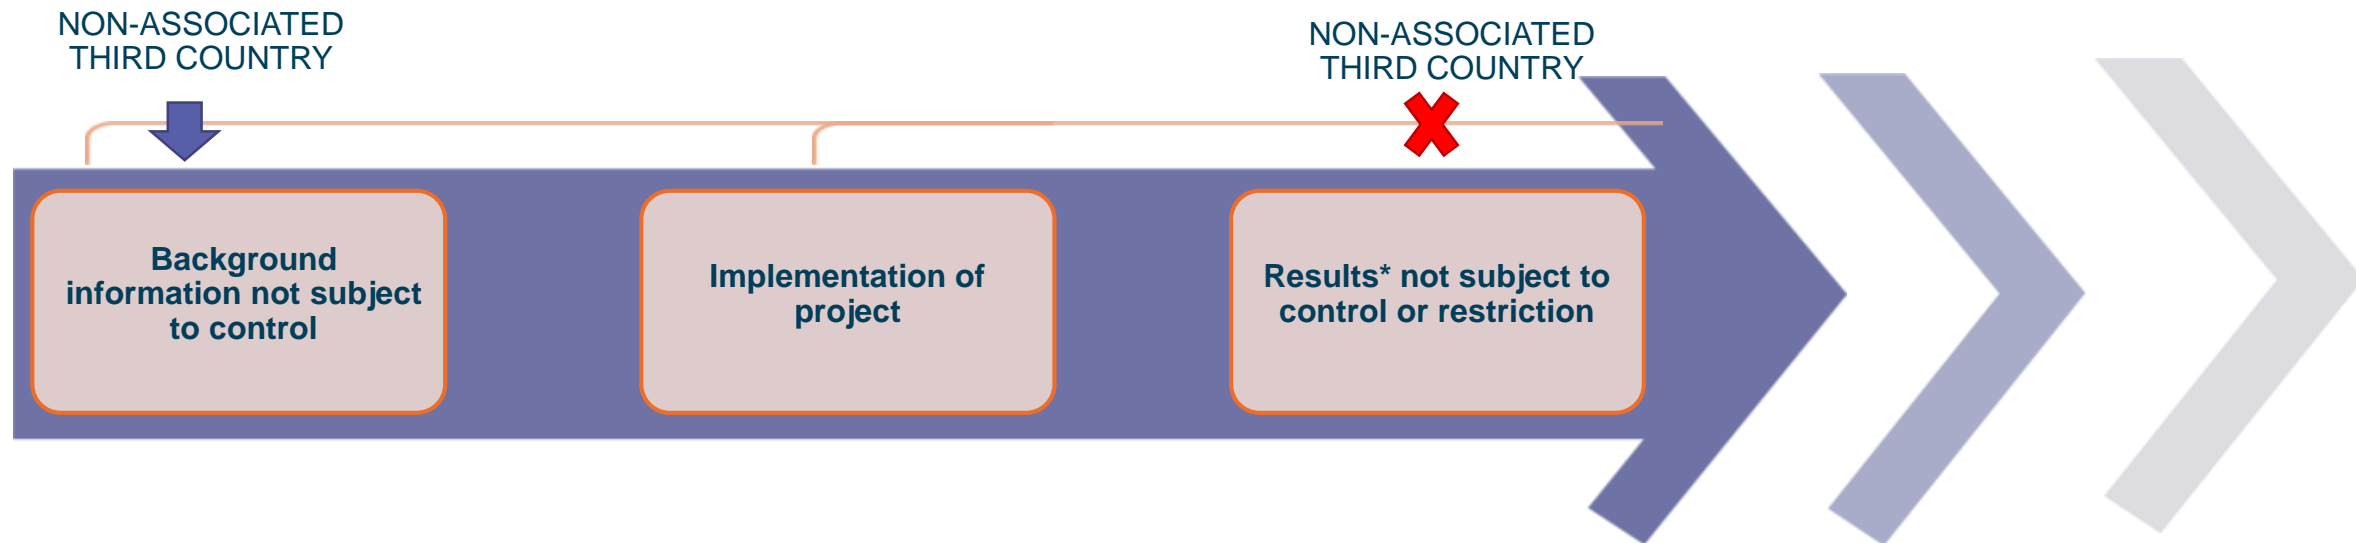 NON-ASSOCIATED
THIRD COUNTRY
NON-ASSOCIATED
THIRD COUNTRY
Background
information not subject
to control
Implementation of
project
Results* not subject to
control or restriction